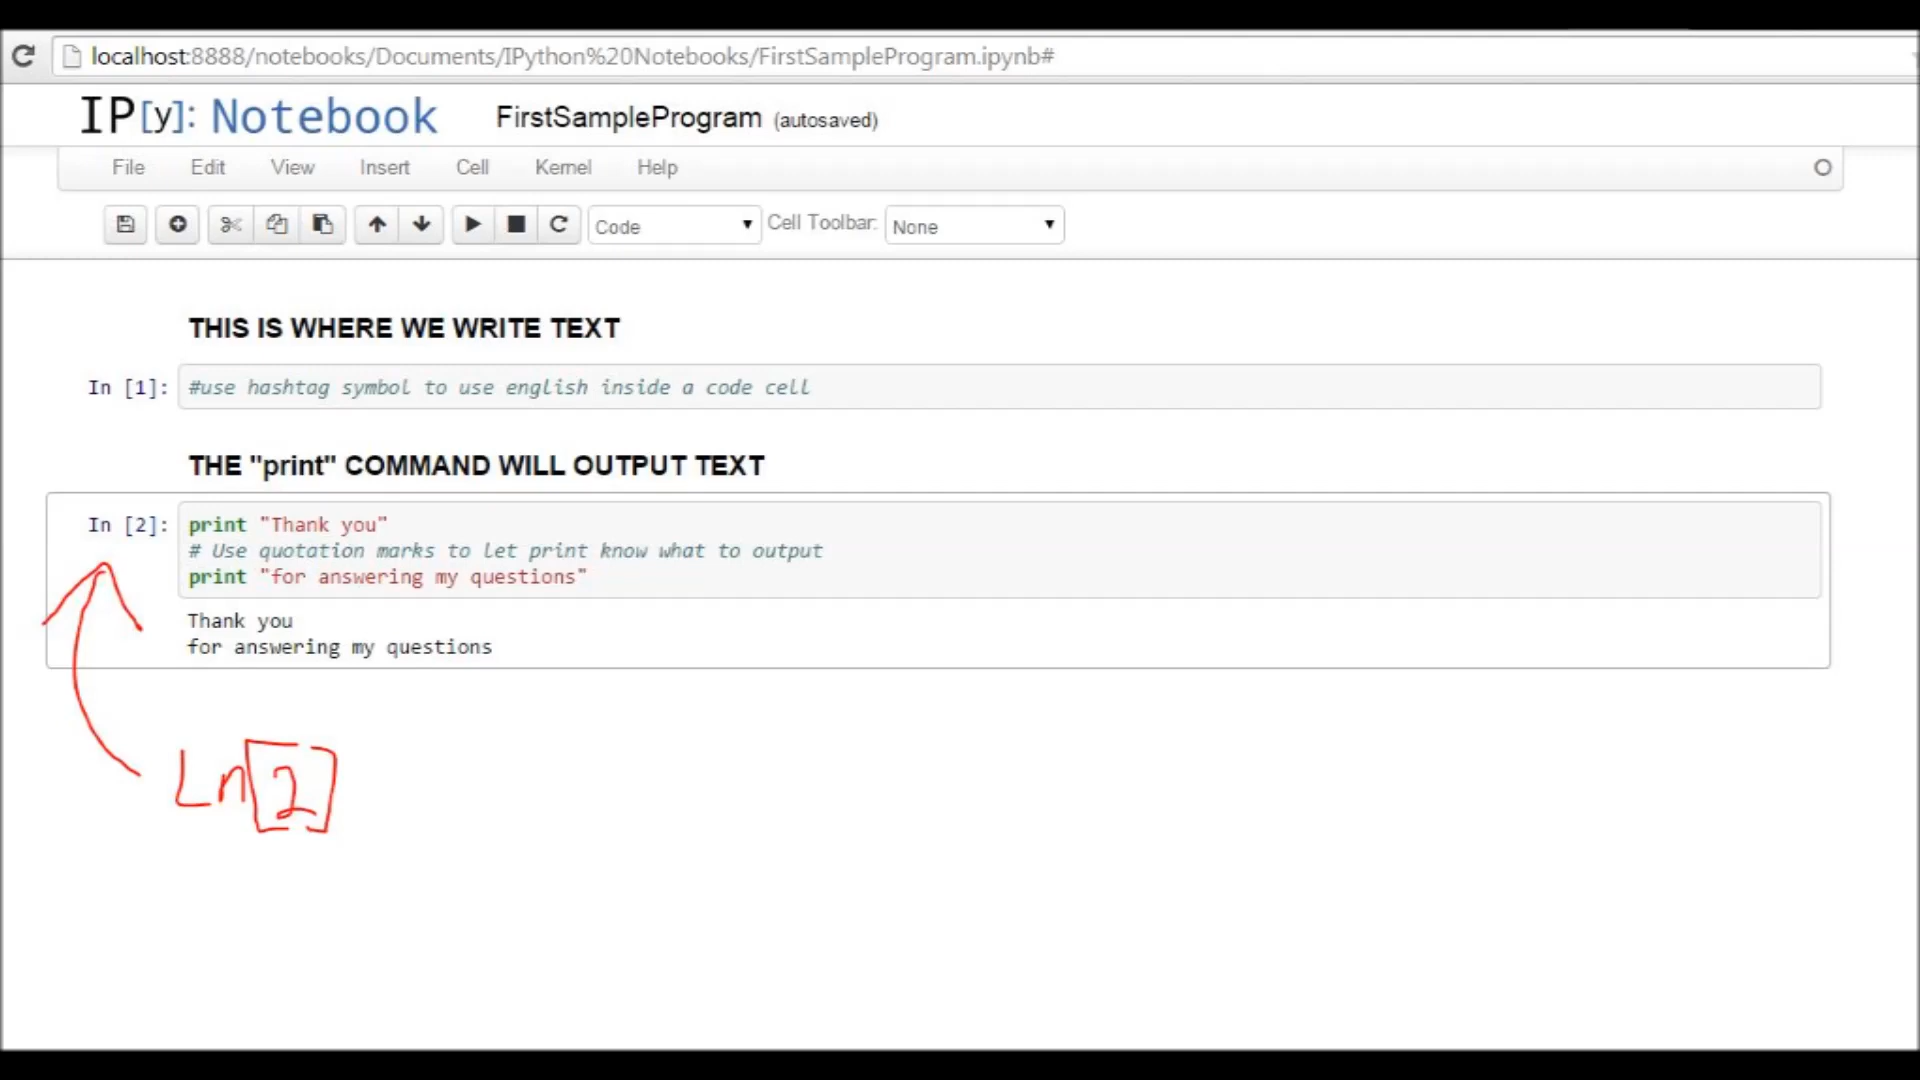 localhost:8888/notebooks/Documents/IPython%20Notebooks/FirstSampleProgram.ipynb#
IP[y]: Notebook FirstSampleProgram (autosaved)
File Edit View Insert Cell Kernel Help
Code Cell Toolbar: None
THIS IS WHERE WE WRITE TEXT
In [1]: #use hashtag symbol to use english inside a code cell
THE "print" COMMAND WILL OUTPUT TEXT
In [2]: print "Thank you"
# Use quotation marks to let print know what to output
print "for answering my questions"
Thank you
for answering my questions
Ln[2]